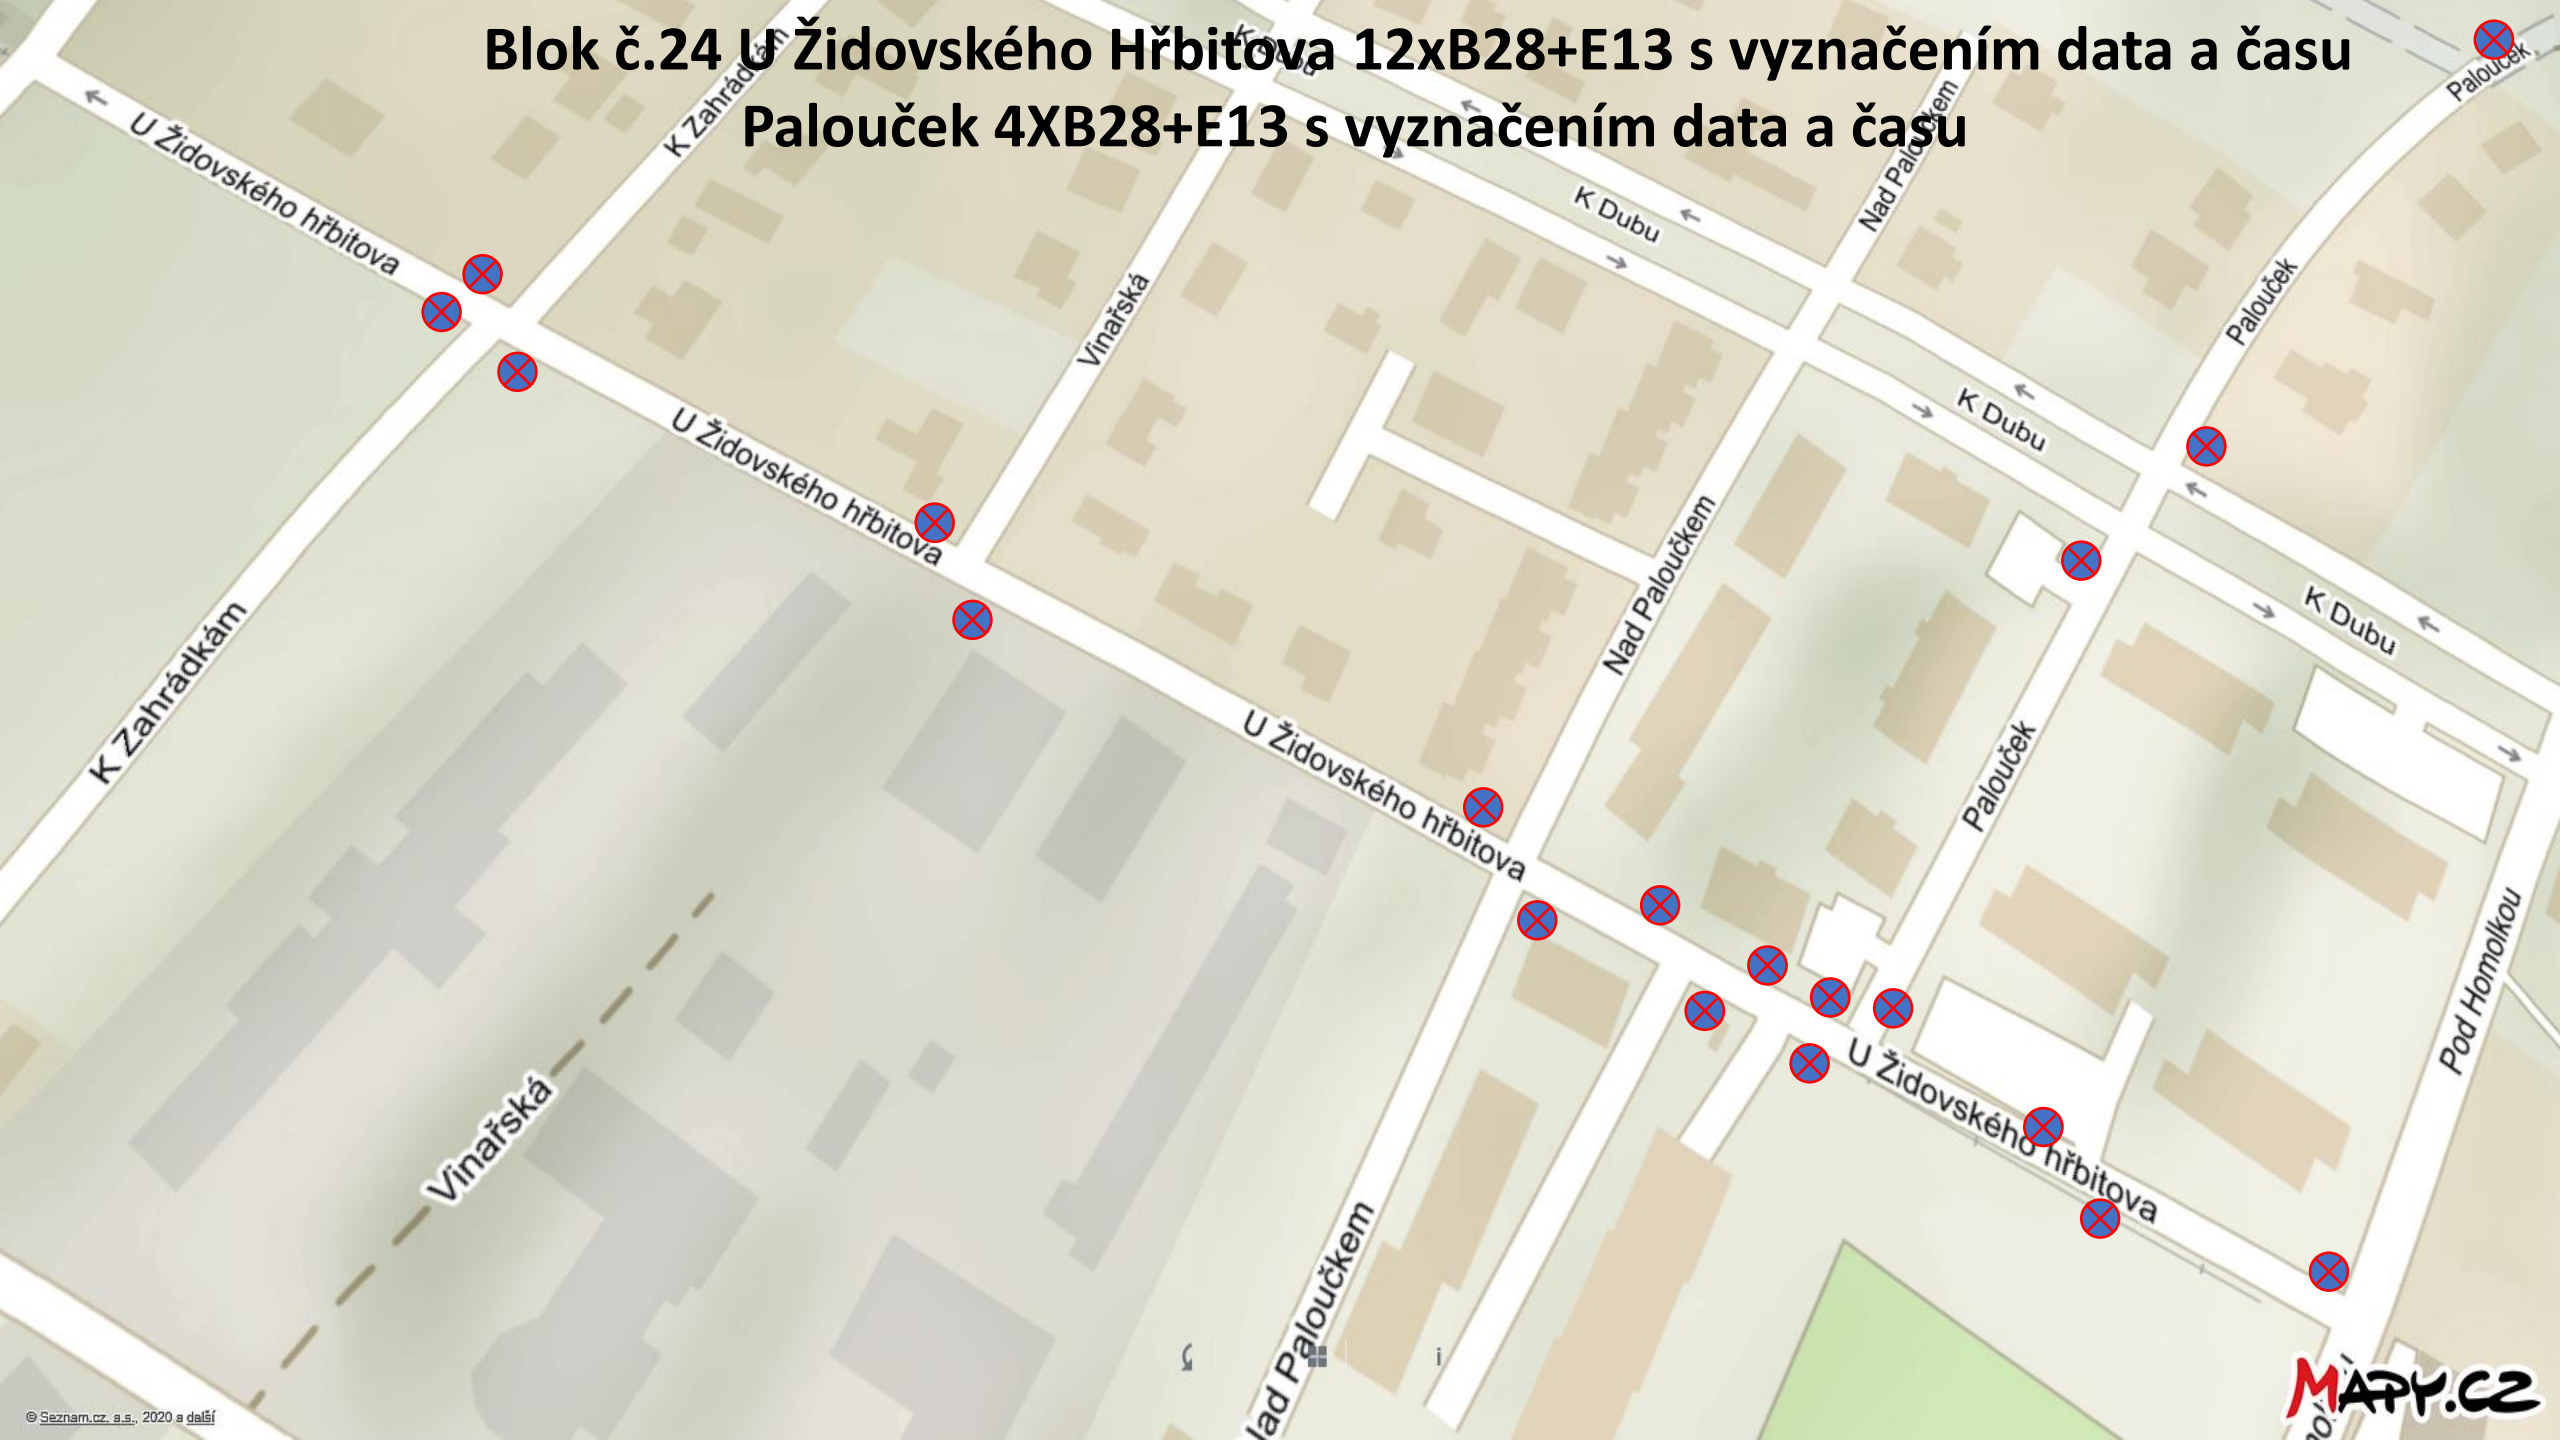 Blok č.24 U Židovského Hřbitova 12xB28+E13 s vyznačením data a času
Palouček 4XB28+E13 s vyznačením data a času
K Dubu
Palouček
K Zahrádkám
Nad Paloučkem
U Židovského hřbitova
K Dubu
Vinařská
Palouček
K Dubu
U Židovského hřbitova
Nad Paloučkem
K Dubu
K Zahrádkám
U Židovského hřbitova
Palouček
Pod Homolkou
U Židovského hřbitova
Vinařská
Nad Paloučkem
i
MAPY.CZ
© Seznam.cz, a.s., 2020 a další